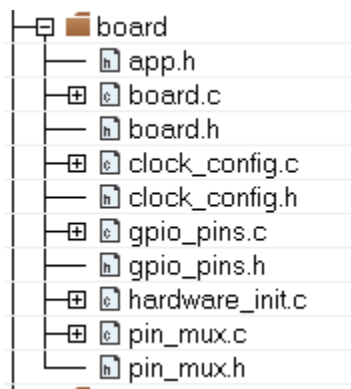 board
app.h
board.c
board.h
clock_config.c
clock_config.h
gpio_pins.c
gpio_pins.h
hardware_init.c
pin_mux.c
pin_mux.h